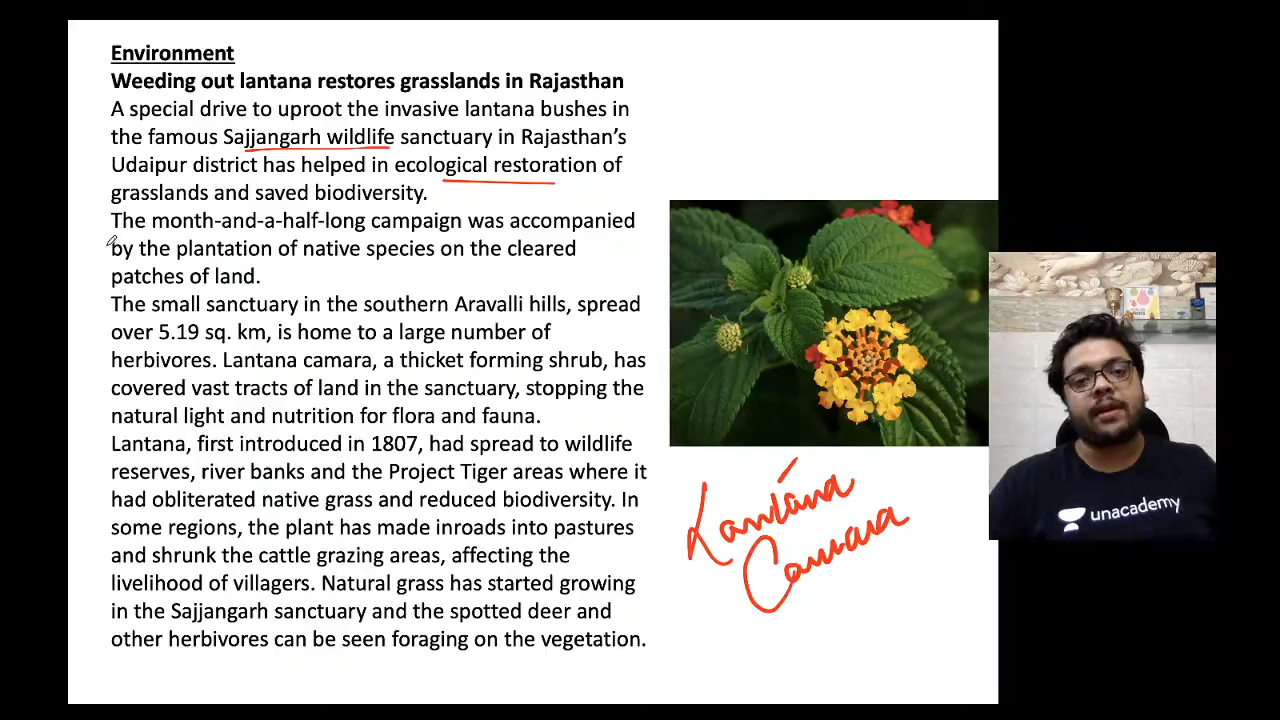 Environment
Weeding out lantana restores grasslands in Rajasthan
A special drive to uproot the invasive lantana bushes in
the famous Sajjangarh wildlife sanctuary in Rajasthan’s
Udaipur district has helped in ecological restoration of
grasslands and saved biodiversity.
The month-and-a-half-long campaign was accompanied
by the plantation of native species on the cleared
patches of land.
The small sanctuary in the southern Aravalli hills, spread
over 5.19 sq. km, is home to a large number of
herbivores. Lantana camara, a thicket forming shrub, has
covered vast tracts of land in the sanctuary, stopping the
natural light and nutrition for flora and fauna.
Lantana, first introduced in 1807, had spread to wildlife
reserves, river banks and the Project Tiger areas where it
had obliterated native grass and reduced biodiversity. In
some regions, the plant has made inroads into pastures
and shrunk the cattle grazing areas, affecting the
livelihood of villagers. Natural grass has started growing
in the Sajjangarh sanctuary and the spotted deer and
other herbivores can be seen foraging on the vegetation.
Lantana
Camara
unacademy